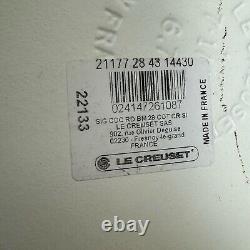 21177 28 43 14430
024147261087
22133
SIG COC RD BM 28 COT CR SI
LE CREUSET SAS
902, rue Olivier Deguise
02230 - Fresnoy-le-grand
FRANCE
MADE IN FRANCE
LE CREUSET